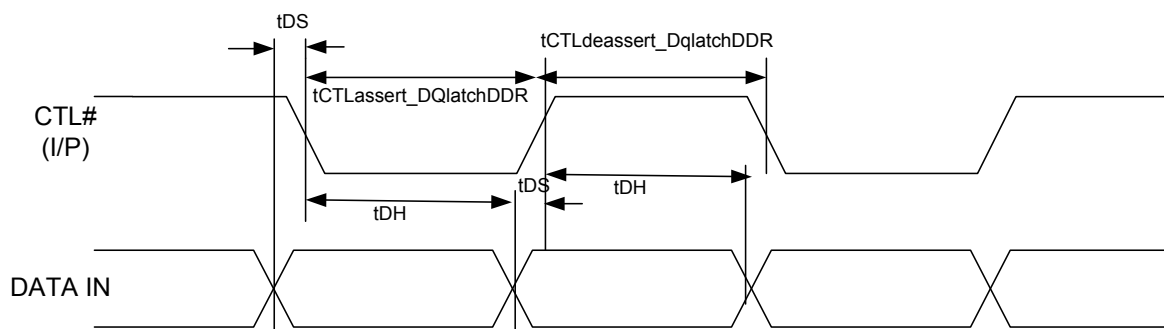 tDS
tCTLdeassert_DqlatchDDR
tCTLassert_DQlatchDDR
CTL#
(I/P)
tDS
tDH
tDH
DATA IN